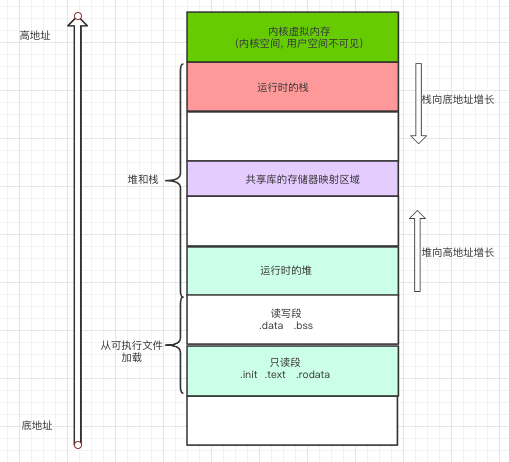 高地址
内核虚拟内存
（内核空间, 用户空间不可见）
运行时的栈
栈向底地址增长
堆和栈
共享库的存储器映射区域
堆向高地址增长
运行时的堆
读写段
.data .bss
从可执行文件
加载
只读段
.init .text .rodata
底地址